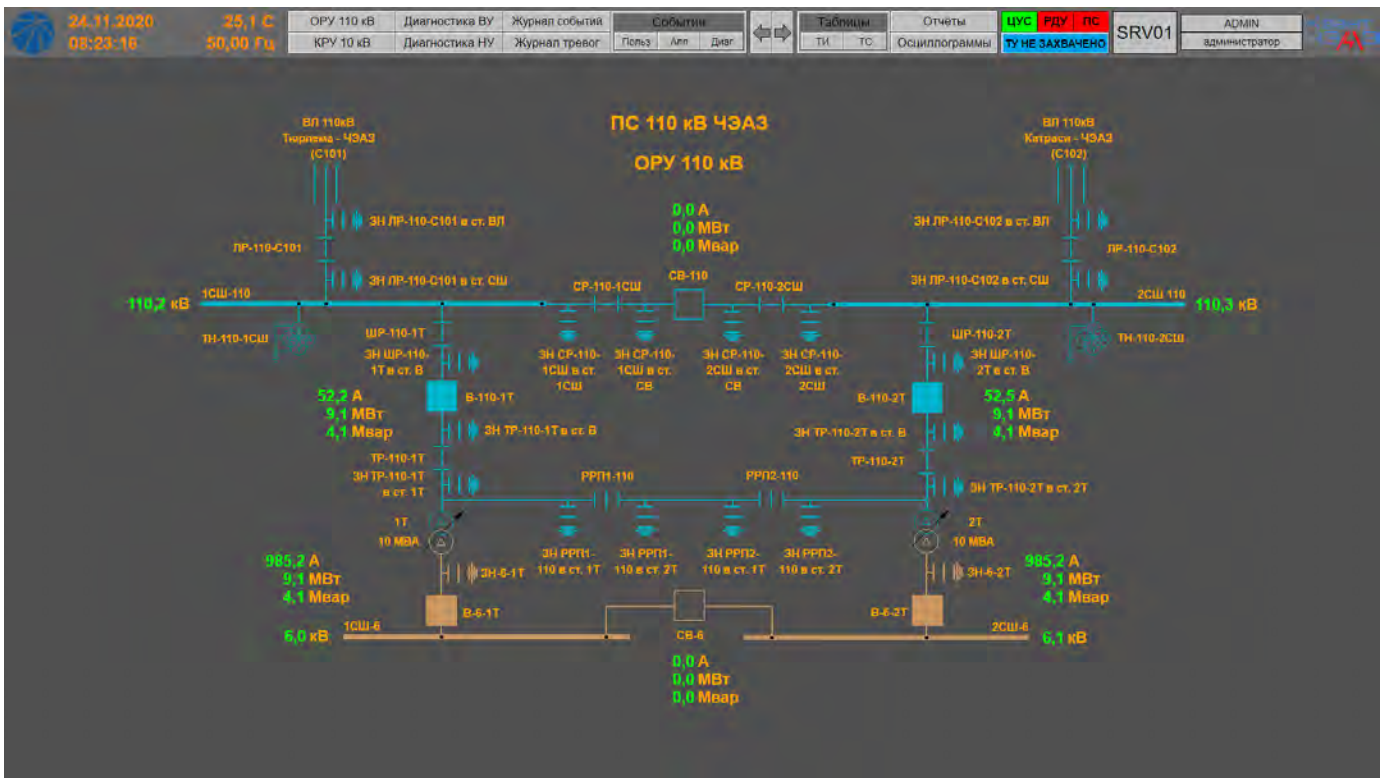 24.11.2020
08:23:16
25,1 С
50,00 Гц
ОРУ 110 кВ
КРУ 10 кВ
Диагностика ВУ
Диагностика НУ
Журнал событий
Журнал тревог
События
Польз Апп Диаг
Таблицы
ТИ ТС
Отчеты
Осциллограммы
ЦУС РДУ ПС
ТУ НЕ ЗАХВАЧЕНО
SRV01
ADMIN
администратор
ПС 110 кВ ЧЭАЗ
ОРУ 110 кВ
ВЛ 110кВ
Тюрлема - ЧЭАЗ
(С101)
ВЛ 110кВ
Катраси - ЧЭАЗ
(С102)
0,0 А
0,0 МВт
0,0 Мвар
ЗН ЛР-110-С101 в ст. ВЛ
ЗН ЛР-110-С102 в ст. ВЛ
ЛР-110-С101
ЛР-110-С102
ЗН ЛР-110-С101 в ст. СШ
ЗН ЛР-110-С102 в ст. СШ
СВ-110
СР-110-1СШ
СР-110-2СШ
110,2 кВ
1СШ-110
2СШ 110
110,3 кВ
ТН-110-1СШ
ТН-110-2СШ
ШР-110-1Т
ШР-110-2Т
ЗН ШР-110-
1Т в ст. В
ЗН СР-110-
1СШ в ст.
1СШ
ЗН СР-110-
1СШ в ст.
СВ
ЗН СР-110-
2СШ в ст.
СВ
ЗН СР-110-
2СШ в ст.
2СШ
ЗН ШР-110-
2Т в ст. В
52,2 А
9,1 МВт
4,1 Мвар
В-110-1Т
В-110-2Т
52,5 А
9,1 МВт
4,1 Мвар
ЗН ТР-110-1Т в ст. В
ЗН ТР-110-2Т в ст. В
ТР-110-1Т
ТР-110-2Т
ЗН ТР-110-1Т
в ст. 1Т
РРП1-110
РРП2-110
ЗН ТР-110-2Т в ст. 2Т
1Т
10 МВА
2Т
10 МВА
ЗН РРП1-
110 в ст. 1Т
ЗН РРП1-
110 в ст. 2Т
ЗН РРП2-
110 в ст. 1Т
ЗН РРП2-
110 в ст. 2Т
985,2 А
9,1 МВт
4,1 Мвар
ЗН-6-1Т
ЗН-6-2Т
985,2 А
9,1 МВт
4,1 Мвар
В-6-1Т
В-6-2Т
6,0 кВ
1СШ-6
СВ-6
2СШ-6
6,1 кВ
0,0 А
0,0 МВт
0,0 Мвар